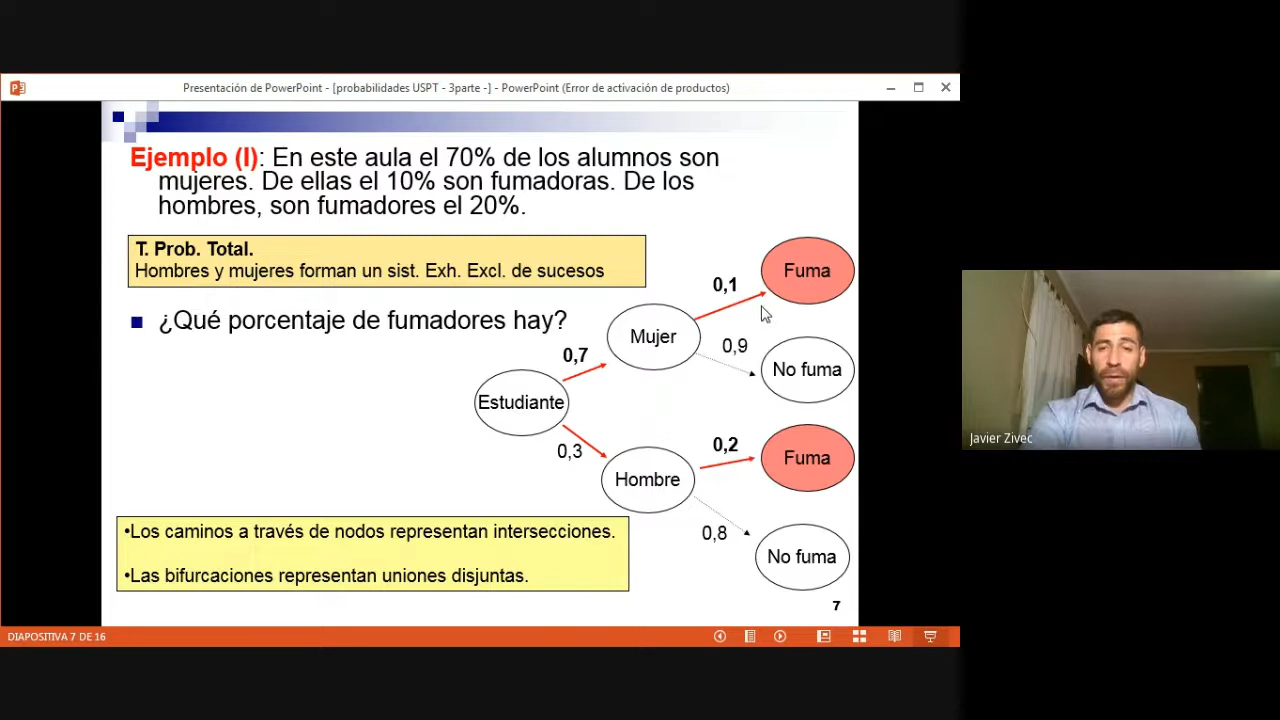 Presentación de PowerPoint - [probabilidades USPT - 3parte -] - PowerPoint (Error de activación de productos)
Ejemplo (I): En este aula el 70% de los alumnos son
mujeres. De ellas el 10% son fumadoras. De los
hombres, son fumadores el 20%.
T. Prob. Total.
Hombres y mujeres forman un sist. Exh. Excl. de sucesos
¿Qué porcentaje de fumadores hay?
0,1
Fuma
Mujer
0,9
No fuma
0,7
Estudiante
0,3
0,2
Fuma
Hombre
0,8
No fuma
•Los caminos a través de nodos representan intersecciones.
•Las bifurcaciones representan uniones disjuntas.
7
DIAPOSITIVA 7 DE 16
Javier Zivec